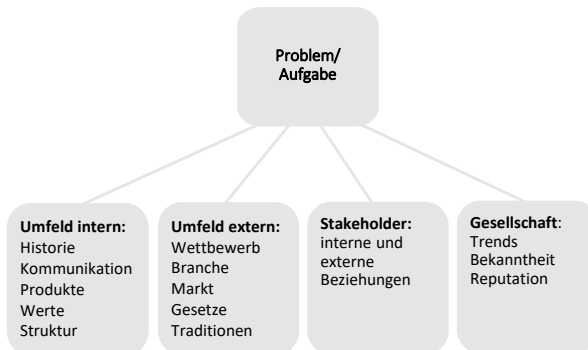 Problem/
Aufgabe
Umfeld intern:
Historie
Kommunikation
Produkte
Werte
Struktur
Umfeld extern:
Wettbewerb
Branche
Markt
Gesetze
Traditionen
Stakeholder:
interne und
externe
Beziehungen
Gesellschaft:
Trends
Bekanntheit
Reputation